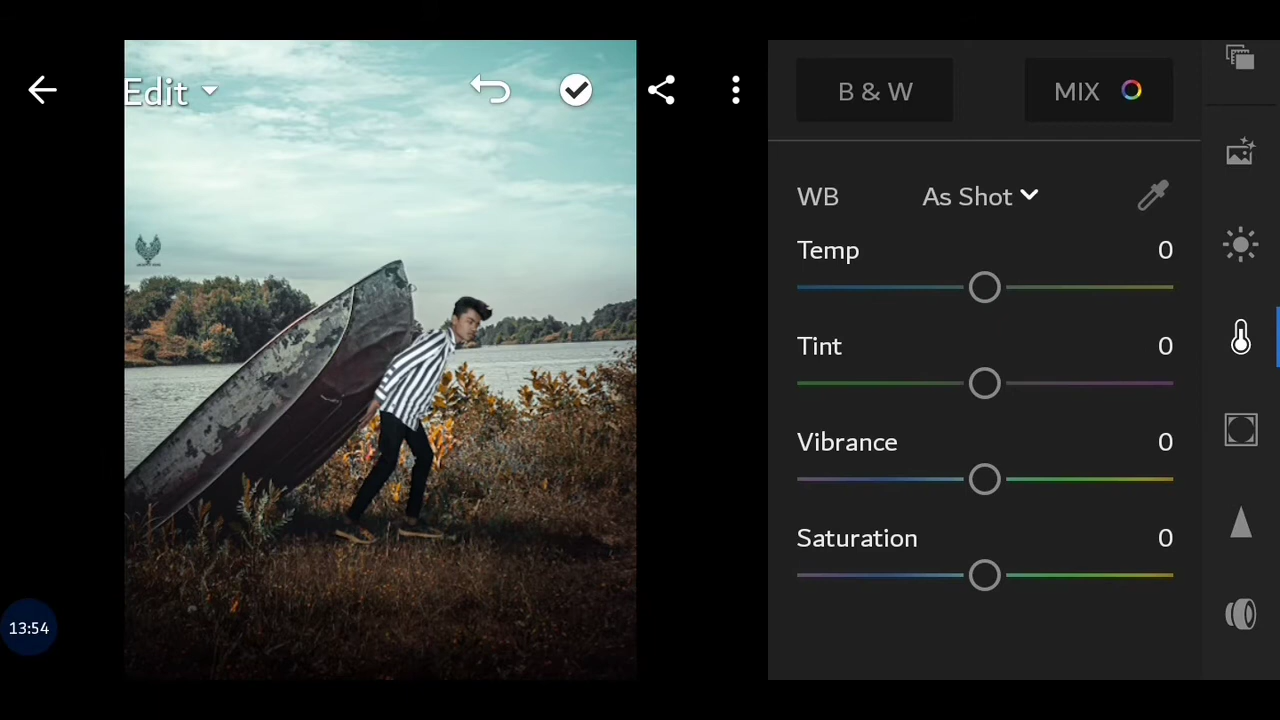 Edit
B & W
MIX
WB
As Shot
Temp
0
Tint
0
Vibrance
0
Saturation
0
13:54